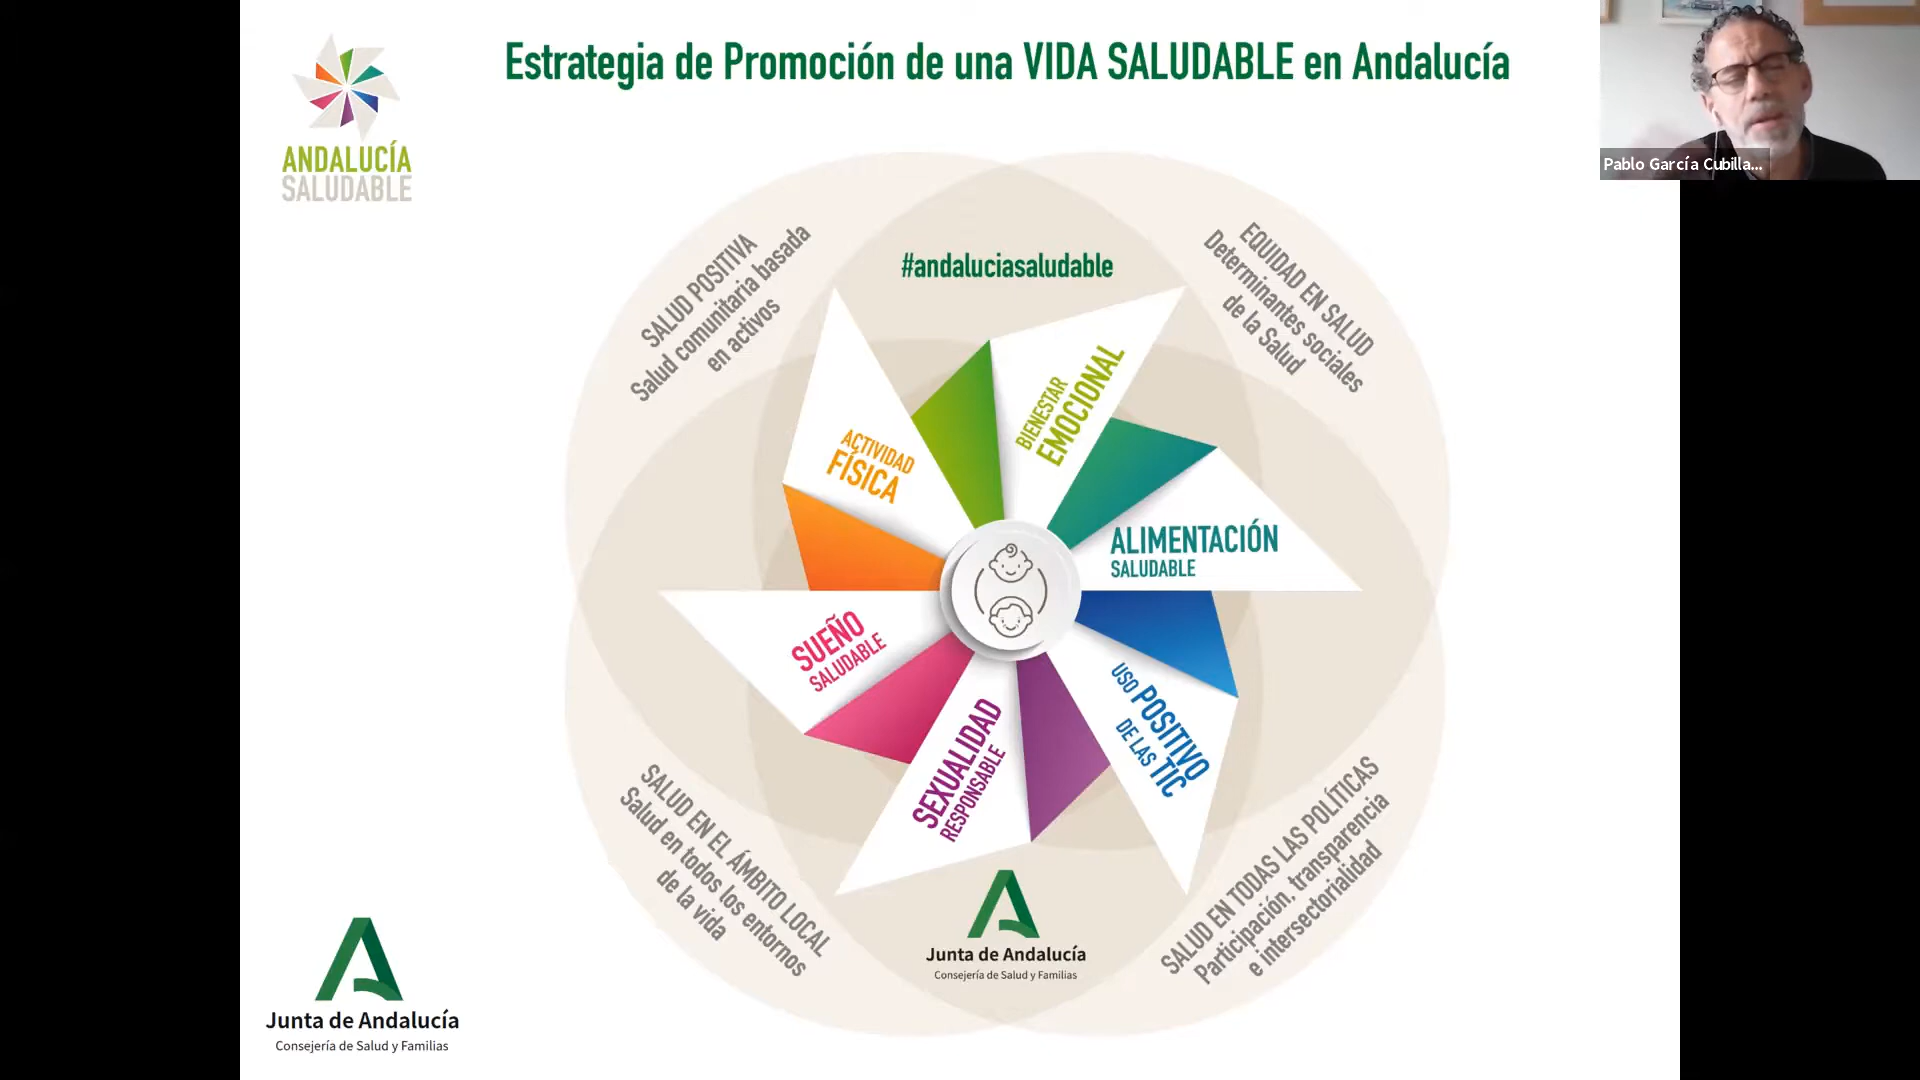 Estrategia de Promoción de una VIDA SALUDABLE en Andalucía
Pablo García Cubilla...
ANDALUCÍA
SALUDABLE
#andaluciasaludable
SALUD POSITIVA
Salud comunitaria basada
en activos
EQUIDAD EN SALUD
Determinantes sociales
de la Salud
BIENESTAR
EMOCIONAL
ACTIVIDAD
FÍSICA
ALIMENTACIÓN
SALUDABLE
SUEÑO
SALUDABLE
USO POSITIVO
DE LAS TIC
SEXUALIDAD
RESPONSABLE
SALUD EN EL ÁMBITO LOCAL
Salud en todos los entornos
de la vida
SALUD EN TODAS LAS POLÍTICAS
Participación, transparencia
e intersectorialidad
Junta de Andalucía
Consejería de Salud y Familias
Junta de Andalucía
Consejería de Salud y Familias